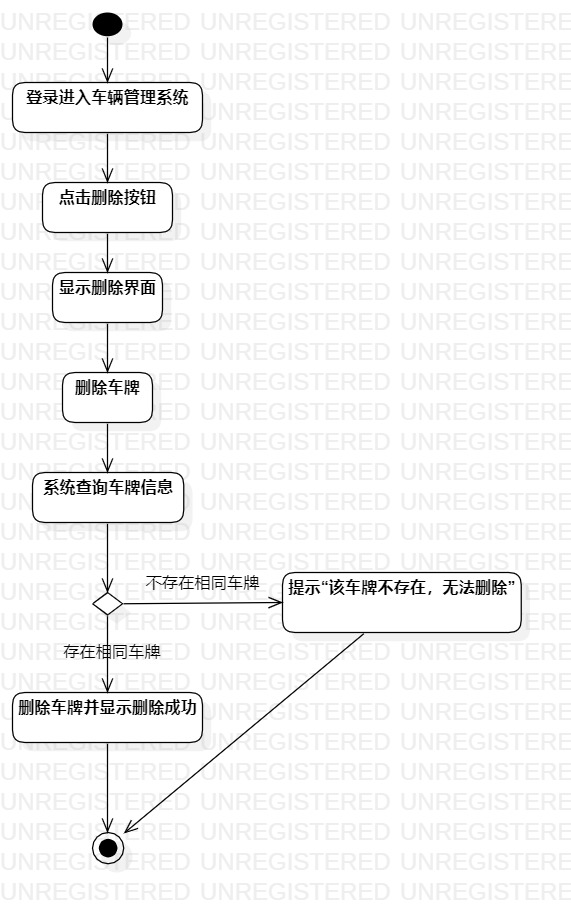 登录进入车辆管理系统
点击删除按钮
显示删除界面
删除车牌
系统查询车牌信息
不存在相同车牌
提示“该车牌不存在，无法删除”
存在相同车牌
删除车牌并显示删除成功
UNREGISTERED